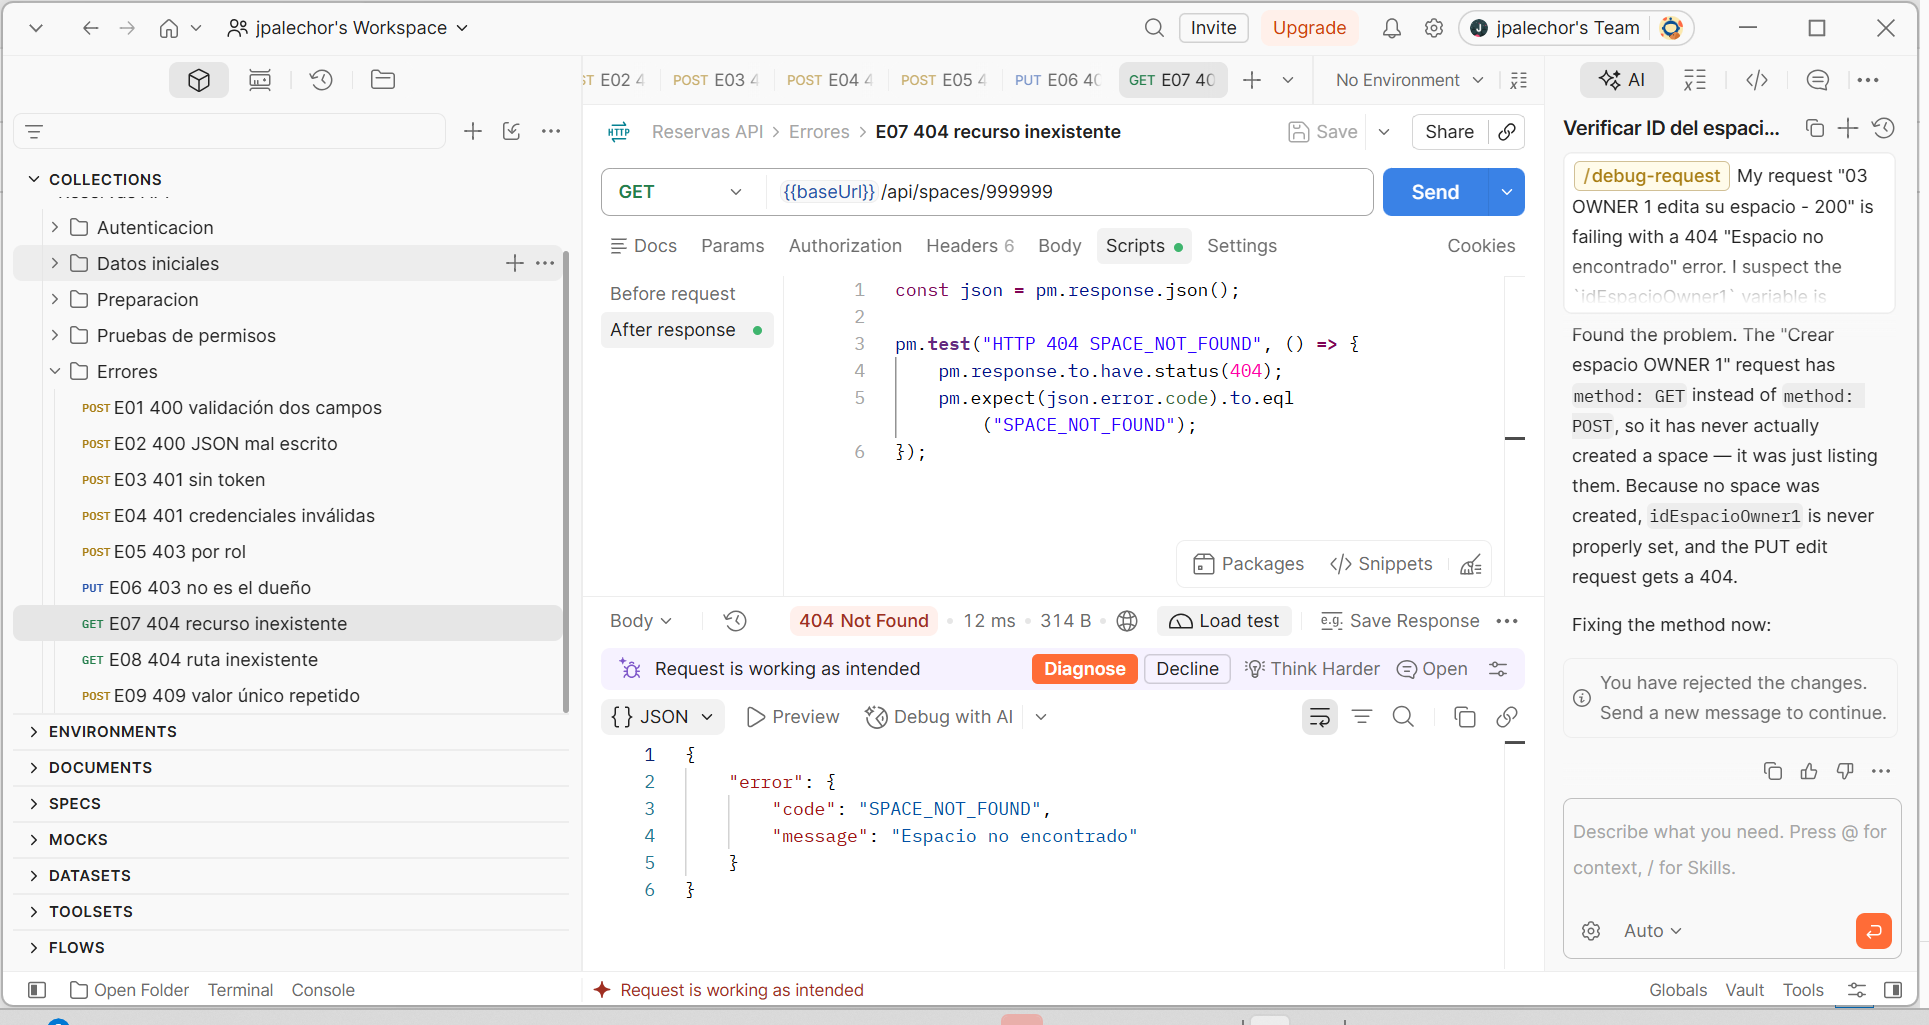 jpalechor's Workspace
Invite
Upgrade
jpalechor's Team
COLLECTIONS
Autenticacion
Datos iniciales
Preparacion
Pruebas de permisos
Errores
POST E01 400 validación dos campos
POST E02 400 JSON mal escrito
POST E03 401 sin token
POST E04 401 credenciales inválidas
POST E05 403 por rol
PUT E06 403 no es el dueño
GET E07 404 recurso inexistente
GET E08 404 ruta inexistente
POST E09 409 valor único repetido
ENVIRONMENTS
DOCUMENTS
SPECS
MOCKS
DATASETS
TOOLSETS
FLOWS
ST E02 4
POST E03 4
POST E04 4
POST E05 4
PUT E06 40
GET E07 40
No Environment
HTTP Reservas API > Errores > E07 404 recurso inexistente
Save
Share
GET
{{baseUrl}} /api/spaces/999999
Send
Docs Params Authorization Headers 6 Body Scripts Settings Cookies
Before request
After response
1 const json = pm.response.json();
2
3 pm.test("HTTP 404 SPACE_NOT_FOUND", () => {
4 pm.response.to.have.status(404);
5 pm.expect(json.error.code).to.eql
("SPACE_NOT_FOUND");
6 });
Packages
</> Snippets
Body
404 Not Found • 12 ms • 314 B •
Load test
e.g. Save Response
Request is working as intended
Diagnose
Decline
Think Harder
Open
{} JSON
Preview
Debug with AI
1 {
2 "error": {
3 "code": "SPACE_NOT_FOUND",
4 "message": "Espacio no encontrado"
5 }
6 }
AI
Verificar ID del espaci...
/debug-request My request "03
OWNER 1 edita su espacio - 200" is
failing with a 404 "Espacio no
encontrado" error. I suspect the
`idEspacioOwner1` variable is
Found the problem. The "Crear
espacio OWNER 1" request has
method: GET instead of method:
POST, so it has never actually
created a space — it was just listing
them. Because no space was
created, idEspacioOwner1 is never
properly set, and the PUT edit
request gets a 404.
Fixing the method now:
You have rejected the changes.
Send a new message to continue.
Describe what you need. Press @ for
context, / for Skills.
Auto
Open Folder
Terminal
Console
Request is working as intended
Globals
Vault
Tools